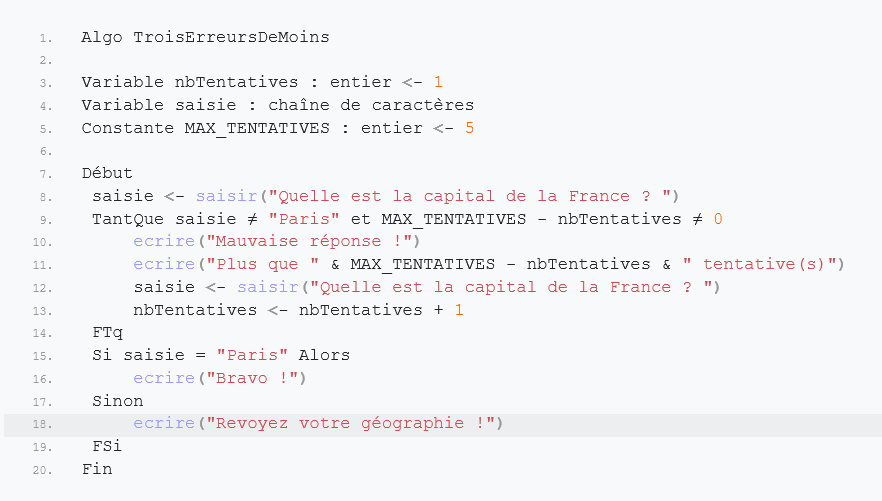 1. Algo TroisErreursDeMoins
2.
3. Variable nbTentatives : entier <- 1
4. Variable saisie : chaîne de caractères
5. Constante MAX_TENTATIVES : entier <- 5
6.
7. Début
8. saisie <- saisir("Quelle est la capital de la France ? ")
9. TantQue saisie ≠ "Paris" et MAX_TENTATIVES - nbTentatives ≠ 0
10. ecrire("Mauvaise réponse !")
11. ecrire("Plus que " & MAX_TENTATIVES - nbTentatives & " tentative(s)")
12. saisie <- saisir("Quelle est la capital de la France ? ")
13. nbTentatives <- nbTentatives + 1
14. FTq
15. Si saisie = "Paris" Alors
16. ecrire("Bravo !")
17. Sinon
18. ecrire("Revoyez votre géographie !")
19. FSi
20. Fin